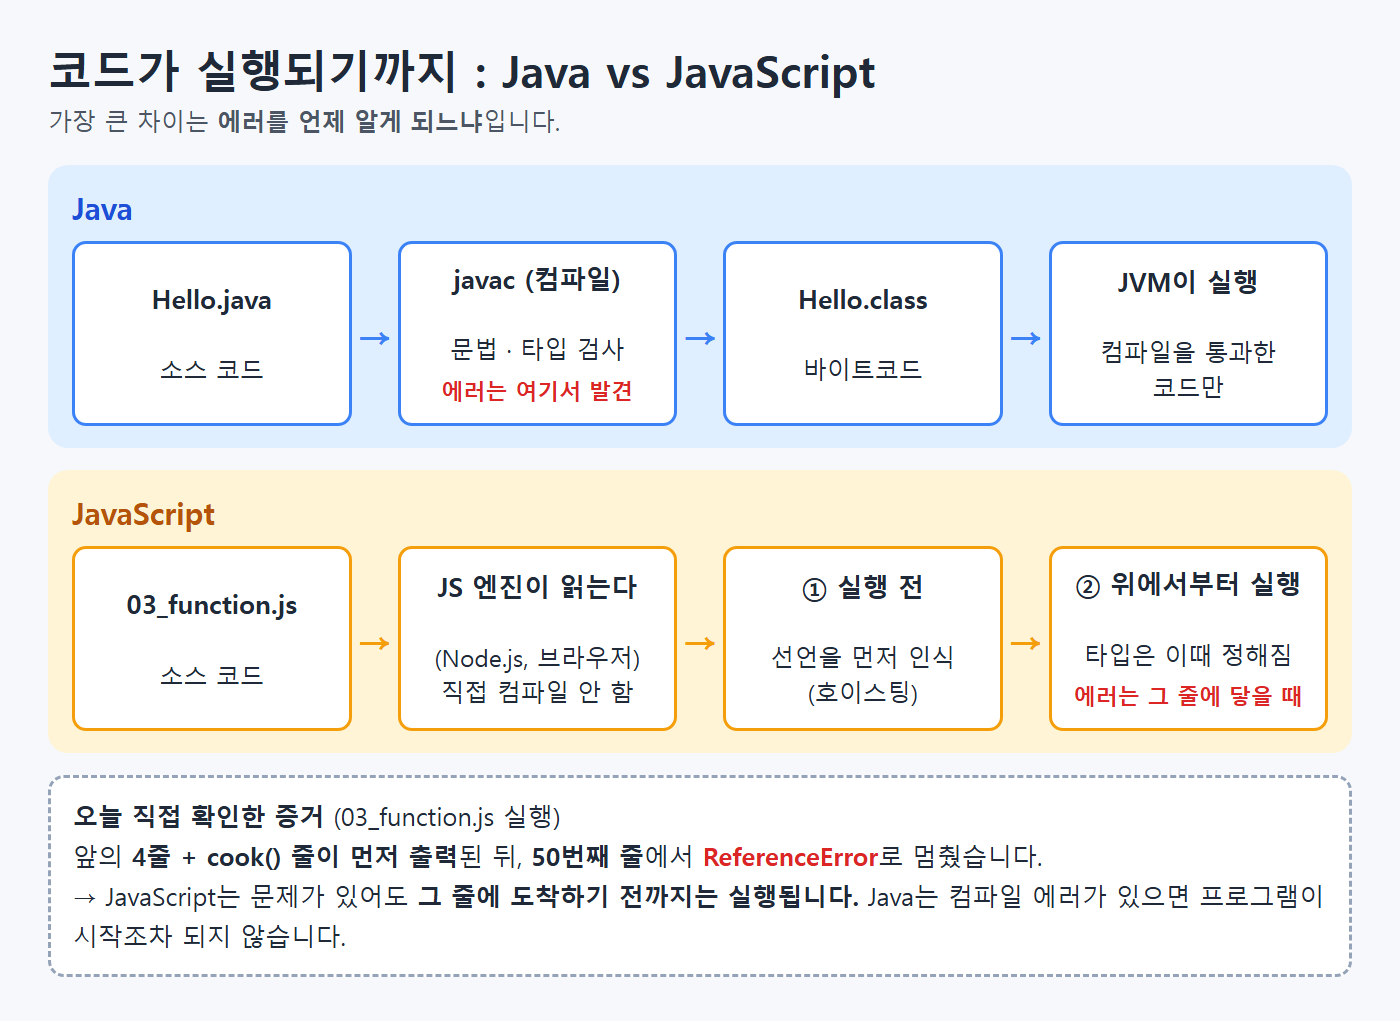 코드가 실행되기까지 : Java vs JavaScript
가장 큰 차이는 에러를 언제 알게 되느냐입니다.
Java
Hello.java
소스 코드
→
javac (컴파일)
문법 · 타입 검사
에러는 여기서 발견
→
Hello.class
바이트코드
→
JVM이 실행
컴파일을 통과한
코드만
JavaScript
03_function.js
소스 코드
→
JS 엔진이 읽는다
(Node.js, 브라우저)
직접 컴파일 안 함
→
① 실행 전
선언을 먼저 인식
(호이스팅)
→
② 위에서부터 실행
타입은 이때 정해짐
에러는 그 줄에 닿을 때
오늘 직접 확인한 증거 (03_function.js 실행)
앞의 4줄 + cook() 줄이 먼저 출력된 뒤, 50번째 줄에서 ReferenceError로 멈췄습니다.
→ JavaScript는 문제가 있어도 그 줄에 도착하기 전까지는 실행됩니다. Java는 컴파일 에러가 있으면 프로그램이
시작조차 되지 않습니다.